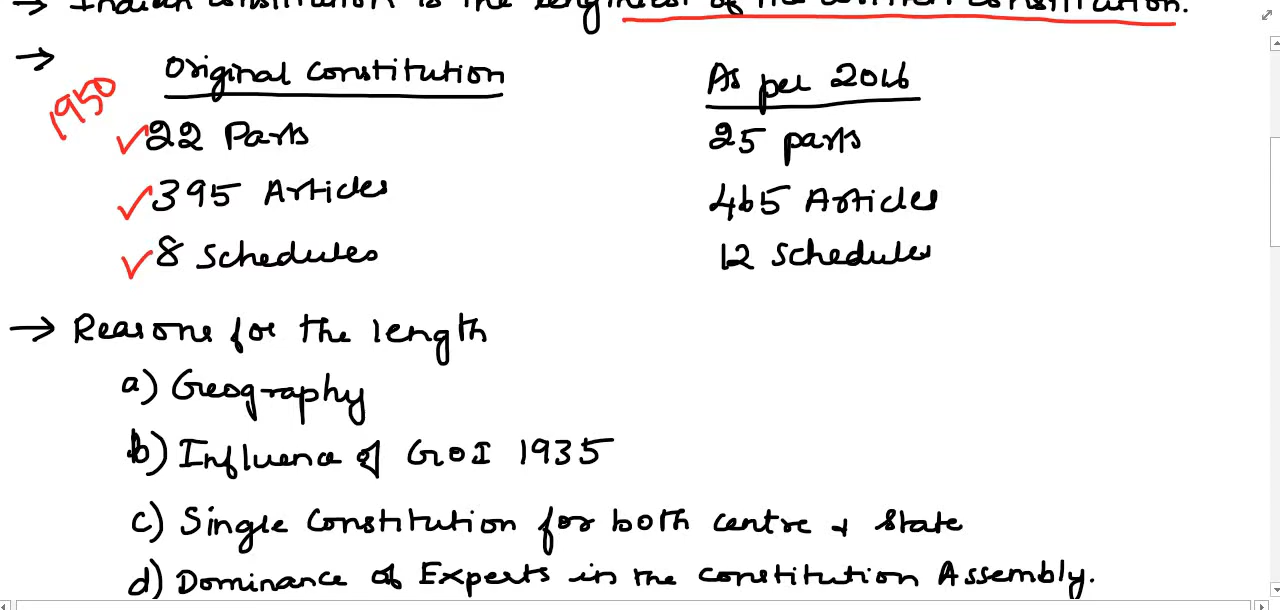 → Indian constitution is the lengthiest of the written constitution.
→ Original Constitution As per 2016
1950
✓22 Parts 25 parts
✓395 Articles 465 Articles
✓8 Schedules 12 Schedules
→ Reasons for the length
a) Geography
b) Influence of GOI 1935
c) Single Constitution for both centre & State
d) Dominance of Experts in the constitution Assembly.